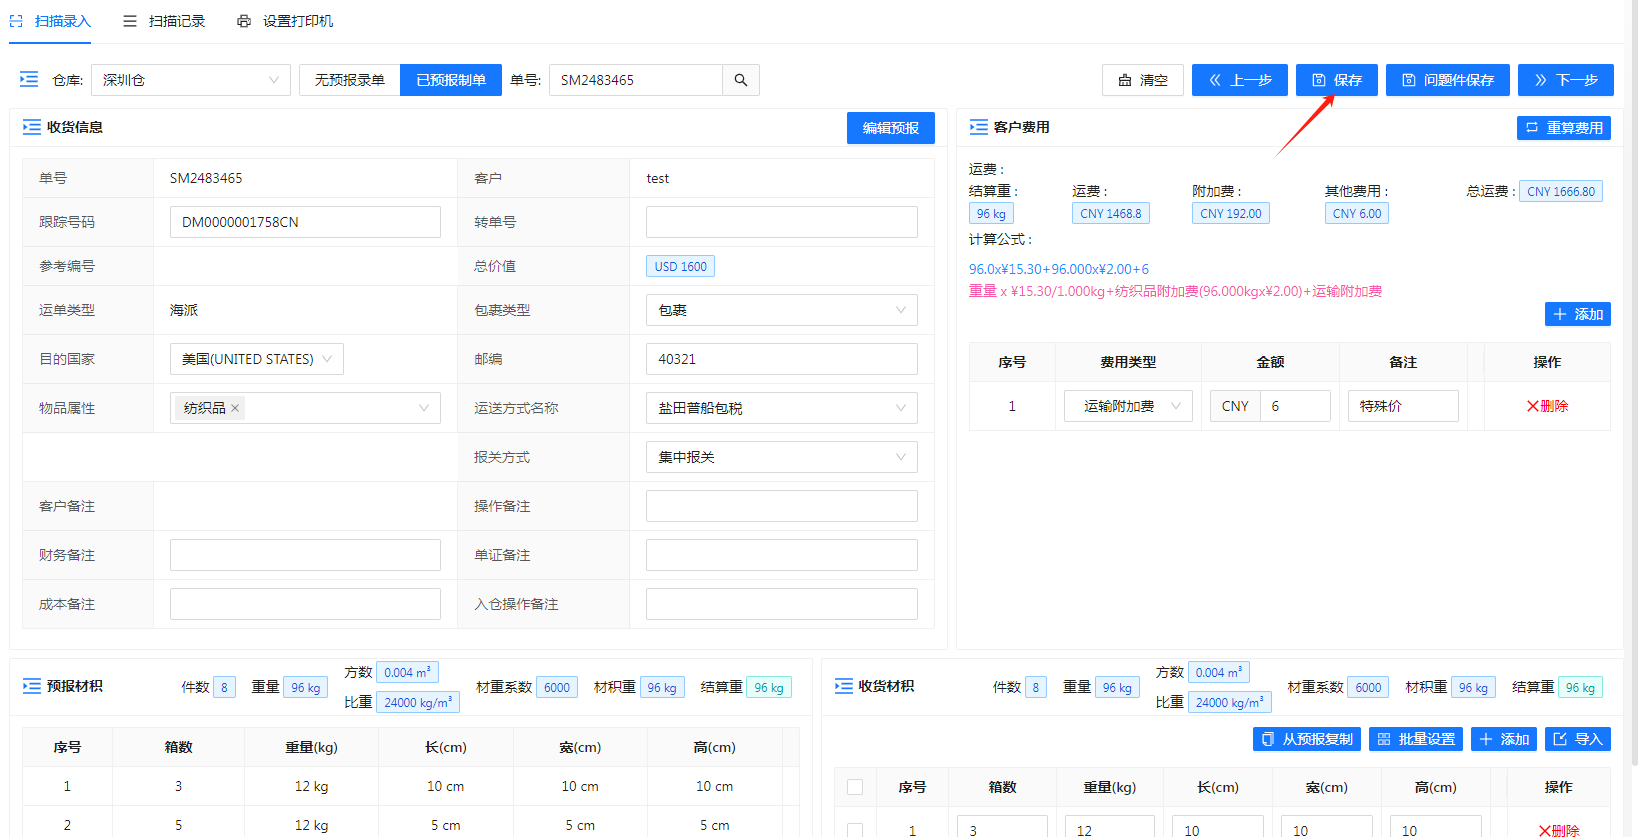 扫描录入 扫描记录 设置打印机
仓库: 深圳仓 无预报录单 已预报制单 单号: SM2483465 清空 上一步 保存 问题件保存 下一步
收货信息 编辑预报
单号 SM2483465 客户 test
跟踪号码 DM0000001758CN 转单号
参考编号 总价值 USD 1600
运单类型 海派 包裹类型 包裹
目的国家 美国(UNITED STATES) 邮编 40321
物品属性 纺织品 运送方式名称 盐田普船包税
报关方式 集中报关
客户备注 操作备注
财务备注 单证备注
成本备注 入仓操作备注
客户费用 重算费用
运费 :
结算重 : 运费 : 附加费 : 其他费用 : 总运费 : CNY 1666.80
96 kg CNY 1468.8 CNY 192.00 CNY 6.00
计算公式 :
96.0x¥15.30+96.000x¥2.00+6
重量 x ¥15.30/1.000kg+纺织品附加费(96.000kgx¥2.00)+运输附加费
添加
序号 费用类型 金额 备注 操作
1 运输附加费 CNY 6 特殊价 删除
预报材积 件数 8 重量 96 kg 方数 0.004 m³ 比重 24000 kg/m³ 材重系数 6000 材积重 96 kg 结算重 96 kg
序号 箱数 重量(kg) 长(cm) 宽(cm) 高(cm)
1 3 12 kg 10 cm 10 cm 10 cm
2 5 12 kg 5 cm 5 cm 5 cm
收货材积 件数 8 重量 96 kg 方数 0.004 m³ 比重 24000 kg/m³ 材重系数 6000 材积重 96 kg 结算重 96 kg
从预报复制 批量设置 添加 导入
序号 箱数 重量(kg) 长(cm) 宽(cm) 高(cm) 操作
1 3 12 10 10 10 删除